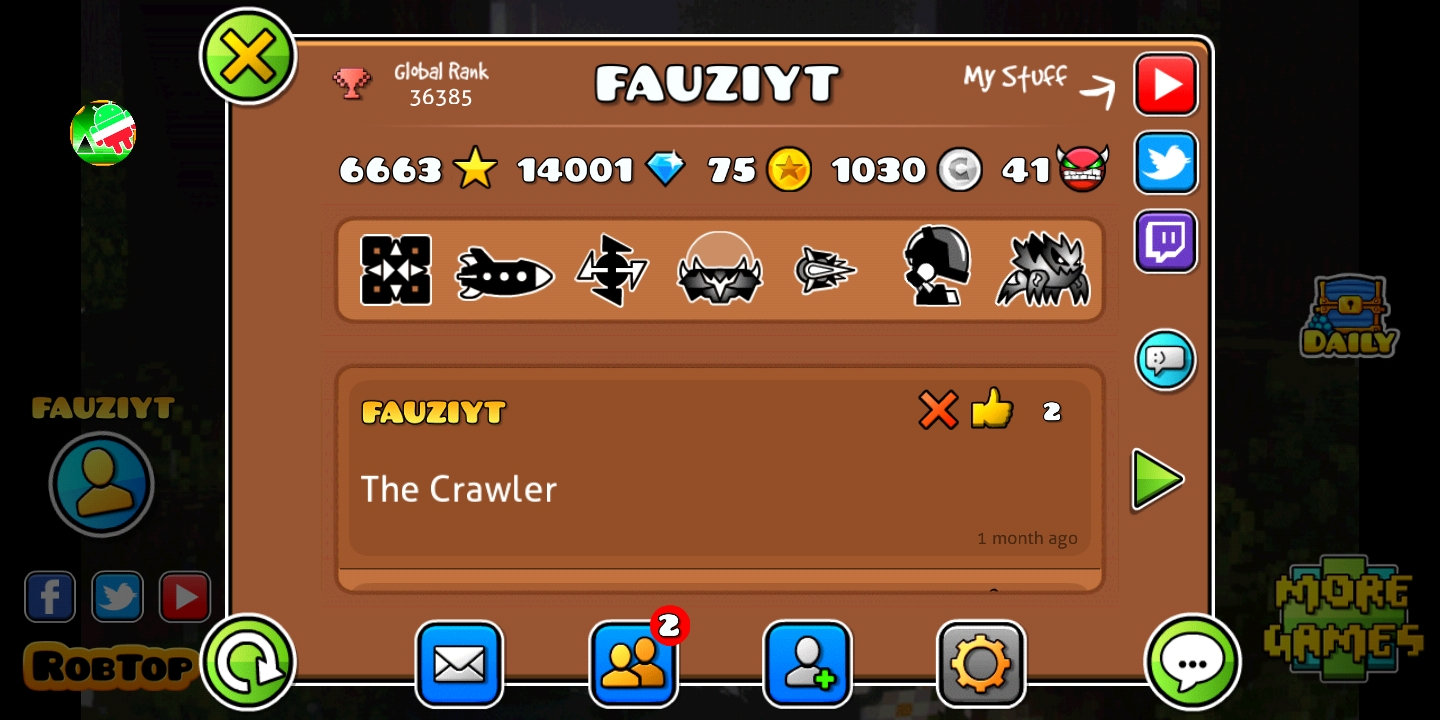 Global Rank
36385
FAUZIYT
My Stuff
6663
14001
75
1030
41
FAUZIYT
2
The Crawler
1 month ago
FAUZIYT
RobTop
2
DAILY
MORE
GAMES